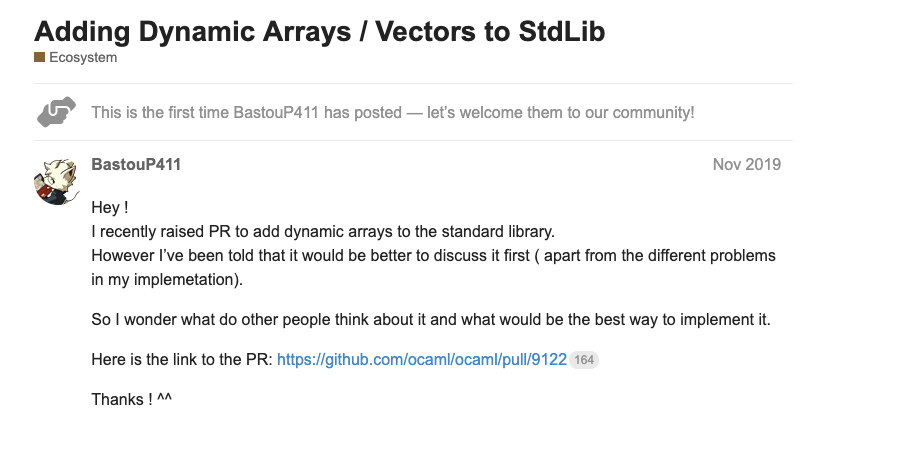 Adding Dynamic Arrays / Vectors to StdLib
Ecosystem
This is the first time BastouP411 has posted — let’s welcome them to our community!
BastouP411
Nov 2019
Hey !
I recently raised PR to add dynamic arrays to the standard library.
However I’ve been told that it would be better to discuss it first ( apart from the different problems
in my implemetation).
So I wonder what do other people think about it and what would be the best way to implement it.
Here is the link to the PR: https://github.com/ocaml/ocaml/pull/9122 164
Thanks ! ^^